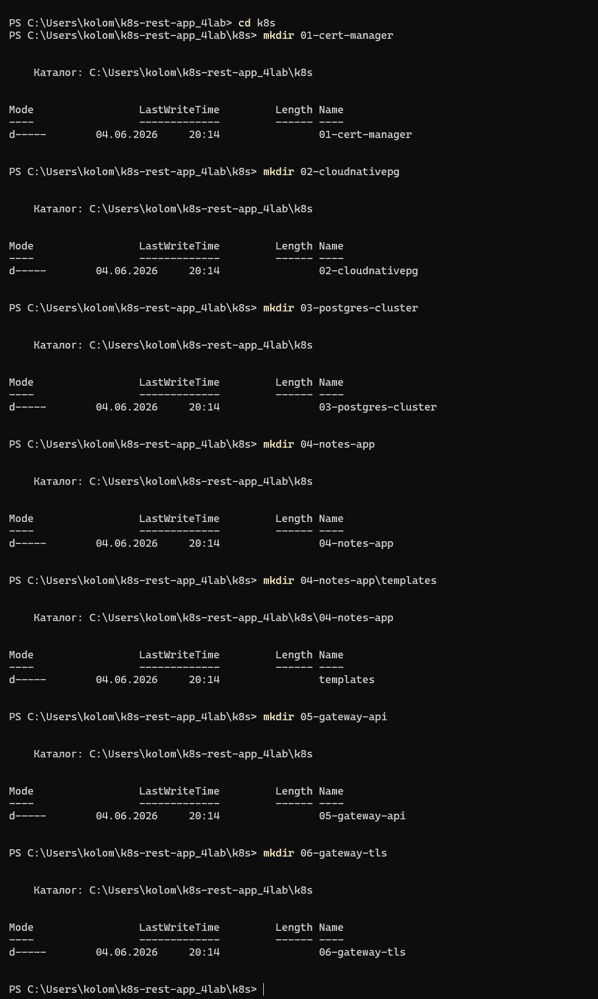 PS C:\Users\kolom\k8s-rest-app_4lab> cd k8s
PS C:\Users\kolom\k8s-rest-app_4lab\k8s> mkdir 01-cert-manager
Каталог: C:\Users\kolom\k8s-rest-app_4lab\k8s
Mode                 LastWriteTime         Length Name
----                 -------------         ------ ----
d-----        04.06.2026     20:14                01-cert-manager
PS C:\Users\kolom\k8s-rest-app_4lab\k8s> mkdir 02-cloudnativepg
Каталог: C:\Users\kolom\k8s-rest-app_4lab\k8s
Mode                 LastWriteTime         Length Name
----                 -------------         ------ ----
d-----        04.06.2026     20:14                02-cloudnativepg
PS C:\Users\kolom\k8s-rest-app_4lab\k8s> mkdir 03-postgres-cluster
Каталог: C:\Users\kolom\k8s-rest-app_4lab\k8s
Mode                 LastWriteTime         Length Name
----                 -------------         ------ ----
d-----        04.06.2026     20:14                03-postgres-cluster
PS C:\Users\kolom\k8s-rest-app_4lab\k8s> mkdir 04-notes-app
Каталог: C:\Users\kolom\k8s-rest-app_4lab\k8s
Mode                 LastWriteTime         Length Name
----                 -------------         ------ ----
d-----        04.06.2026     20:14                04-notes-app
PS C:\Users\kolom\k8s-rest-app_4lab\k8s> mkdir 04-notes-app\templates
Каталог: C:\Users\kolom\k8s-rest-app_4lab\k8s\04-notes-app
Mode                 LastWriteTime         Length Name
----                 -------------         ------ ----
d-----        04.06.2026     20:14                templates
PS C:\Users\kolom\k8s-rest-app_4lab\k8s> mkdir 05-gateway-api
Каталог: C:\Users\kolom\k8s-rest-app_4lab\k8s
Mode                 LastWriteTime         Length Name
----                 -------------         ------ ----
d-----        04.06.2026     20:14                05-gateway-api
PS C:\Users\kolom\k8s-rest-app_4lab\k8s> mkdir 06-gateway-tls
Каталог: C:\Users\kolom\k8s-rest-app_4lab\k8s
Mode                 LastWriteTime         Length Name
----                 -------------         ------ ----
d-----        04.06.2026     20:14                06-gateway-tls
PS C:\Users\kolom\k8s-rest-app_4lab\k8s>